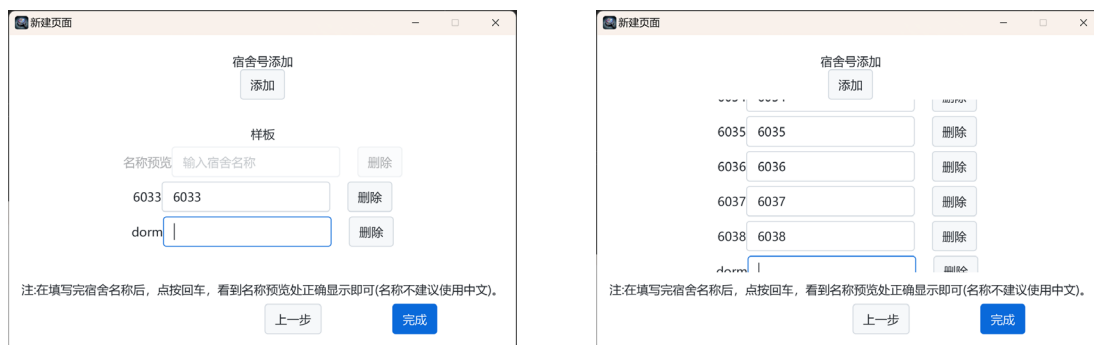 新建页面
宿舍号添加
添加
样板
名称预览 输入宿舍名称 删除
6033 6033 删除
dorm 删除
注:在填写完宿舍名称后，点按回车，看到名称预览处正确显示即可(名称不建议使用中文)。
上一步 完成
新建页面
宿舍号添加
添加
6035 6035 删除
6036 6036 删除
6037 6037 删除
6038 6038 删除
dorm 删除
注:在填写完宿舍名称后，点按回车，看到名称预览处正确显示即可(名称不建议使用中文)。
上一步 完成